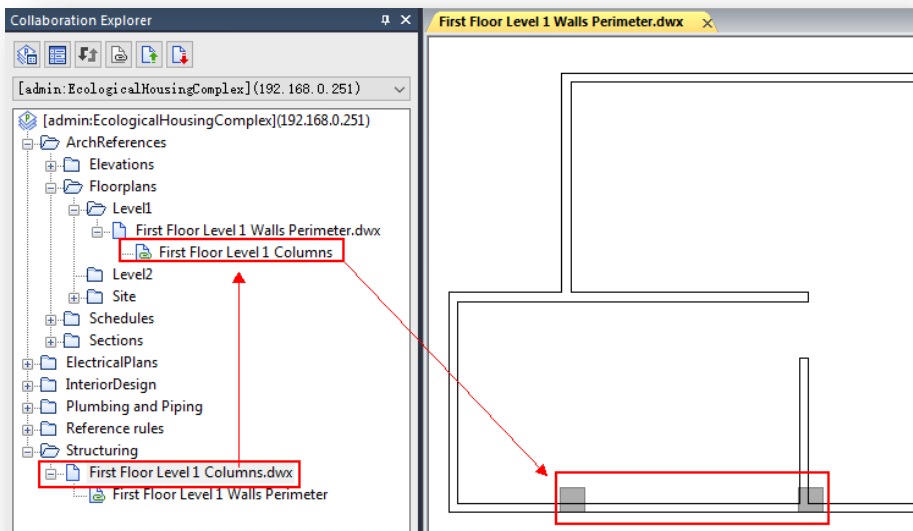 Collaboration Explorer
First Floor Level 1 Walls Perimeter.dwx
[admin:EcologicalHousingComplex](192.168.0.251)
[admin:EcologicalHousingComplex](192.168.0.251)
ArchReferences
Elevations
Floorplans
Level1
First Floor Level 1 Walls Perimeter.dwx
First Floor Level 1 Columns
Level2
Site
Schedules
Sections
ElectricalPlans
InteriorDesign
Plumbing and Piping
Reference rules
Structuring
First Floor Level 1 Columns.dwx
First Floor Level 1 Walls Perimeter